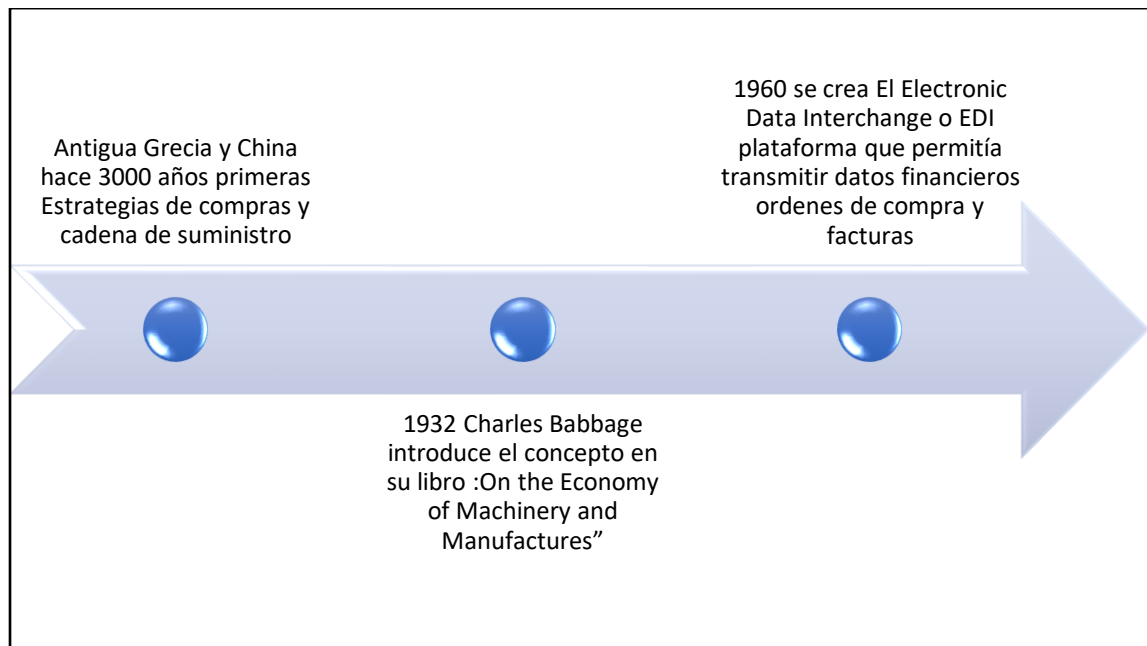 Antigua Grecia y China
hace 3000 años primeras
Estrategias de compras y
cadena de suministro
1932 Charles Babbage
introduce el concepto en
su libro :On the Economy
of Machinery and
Manufactures”
1960 se crea El Electronic
Data Interchange o EDI
plataforma que permitía
transmitir datos financieros
ordenes de compra y
facturas